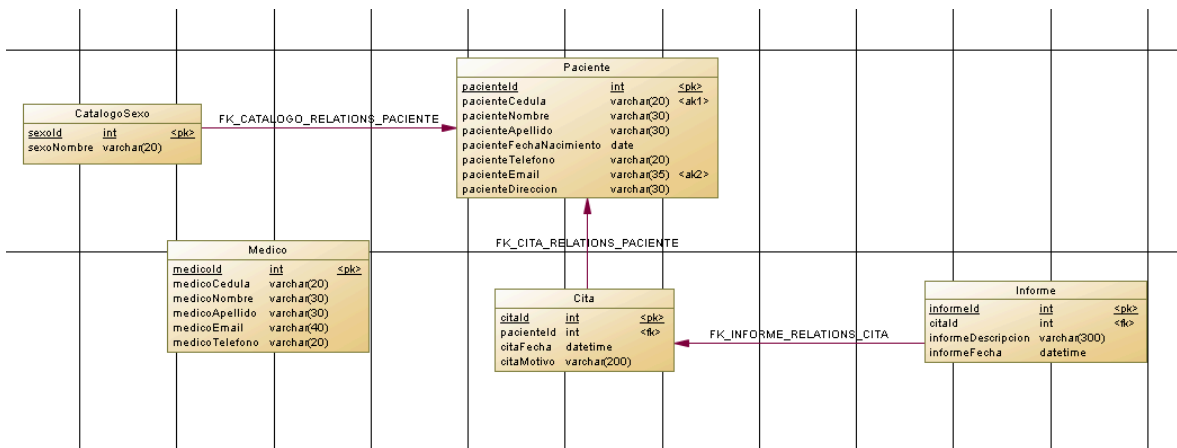 Paciente
pacienteId int <pk>
pacienteCedula varchar(20) <ak1>
pacienteNombre varchar(30)
pacienteApellido varchar(30)
pacienteFechaNacimiento date
pacienteTelefono varchar(20)
pacienteEmail varchar(35) <ak2>
pacienteDireccion varchar(30)
CatalogoSexo
sexoId int <pk>
sexoNombre varchar(20)
FK_CATALOGO_RELATIONS_PACIENTE
FK_CITA_RELATIONS_PACIENTE
Medico
medicoId int <pk>
medicoCedula varchar(20)
medicoNombre varchar(30)
medicoApellido varchar(30)
medicoEmail varchar(40)
medicoTelefono varchar(20)
Cita
citaId int <pk>
pacienteId int <fk>
citaFecha datetime
citaMotivo varchar(200)
FK_INFORME_RELATIONS_CITA
Informe
informeId int <pk>
citaId int <fk>
informeDescripcion varchar(300)
informeFecha datetime